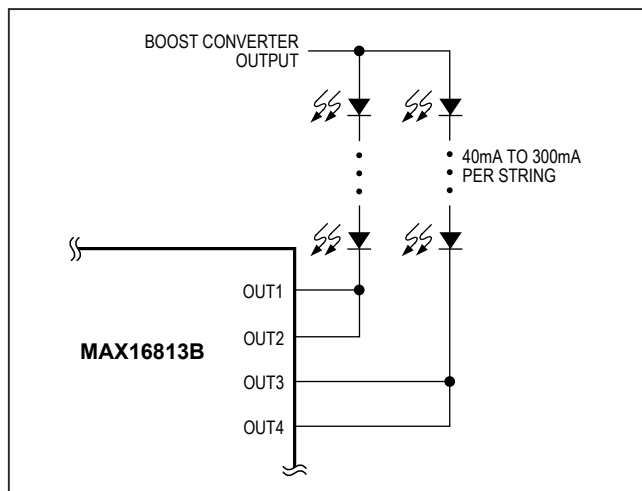 BOOST CONVERTER
OUTPUT
40mA TO 300mA
PER STRING
OUT1
OUT2
MAX16813B
OUT3
OUT4